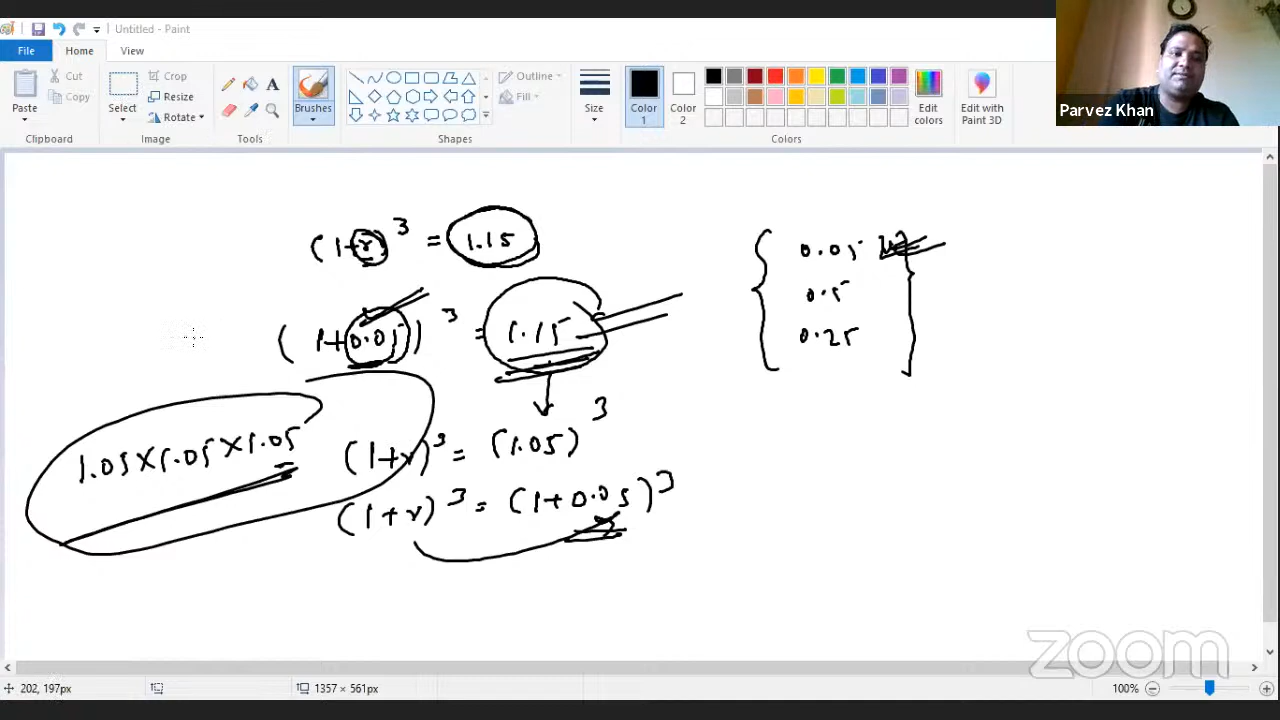 Untitled - Paint
File Home View
Paste
Cut
Copy
Clipboard
Select
Crop
Resize
Rotate
Image
A
Tools
Brushes
Outline
Fill
Shapes
Size
Color 1
Color 2
Edit colors
Colors
Edit with Paint 3D
Parvez Khan
(1+r)³ = 1.15
(1+0.05)³ = 1.15
1.05×1.05×1.05
(1+r)³ = (1.05)³
(1+r)³ = (1+0.05)³
0.05
0.5
0.25
zoom
202, 197px
1357 × 561px
100%